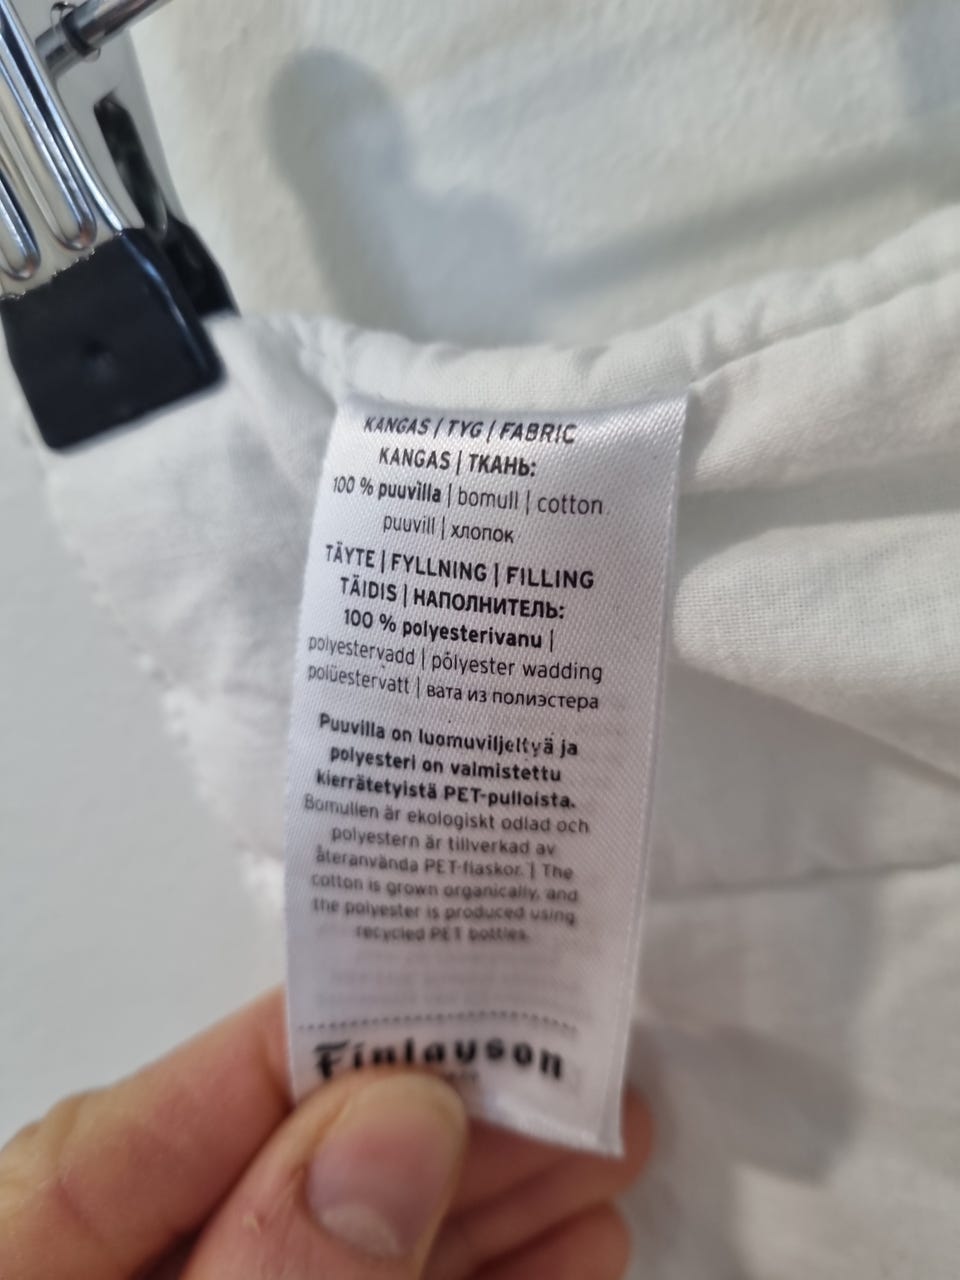 KANGAS / TYG / FABRIC
KANGAS | ТКАНЬ:
100 % puuvilla | bomull | cotton
puuvill | хлопок
TÄYTE | FYLLNING | FILLING
TÄIDIS | НАПОЛНИТЕЛЬ:
100 % polyesterivanu |
polyestervadd | polyester wadding
polüestervatt | вата из полиэстера
Puuvilla on luomuviljeltyä ja
polyesteri on valmistettu
kierrätetyistä PET-pulloista.
Bomullen är ekologiskt odlad och
polyestern är tillverkad av
återanvända PET-flaskor. | The
cotton is grown organically, and
the polyester is produced using
recycled PET bottles.
Finlayson